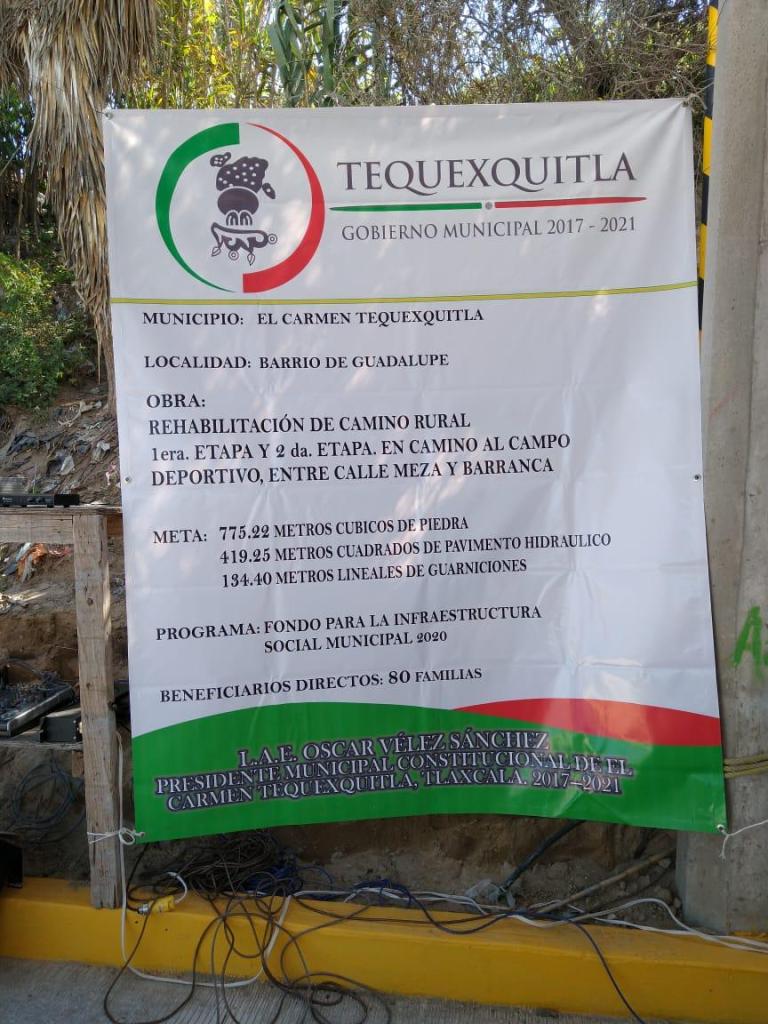 TEQUEXQUITLA
GOBIERNO MUNICIPAL 2017 - 2021
MUNICIPIO: EL CARMEN TEQUEXQUITLA
LOCALIDAD: BARRIO DE GUADALUPE
OBRA:
REHABILITACIÓN DE CAMINO RURAL
1era. ETAPA Y 2 da. ETAPA. EN CAMINO AL CAMPO
DEPORTIVO, ENTRE CALLE MEZA Y BARRANCA
META: 775.22 METROS CUBICOS DE PIEDRA
419.25 METROS CUADRADOS DE PAVIMENTO HIDRAULICO
134.40 METROS LINEALES DE GUARNICIONES
PROGRAMA: FONDO PARA LA INFRAESTRUCTURA
SOCIAL MUNICIPAL 2020
BENEFICIARIOS DIRECTOS: 80 FAMILIAS
L.A.E. OSCAR VÉLEZ SÁNCHEZ
PRESIDENTE MUNICIPAL CONSTITUCIONAL DE EL
CARMEN TEQUEXQUITLA, TLAXCALA. 2017-2021